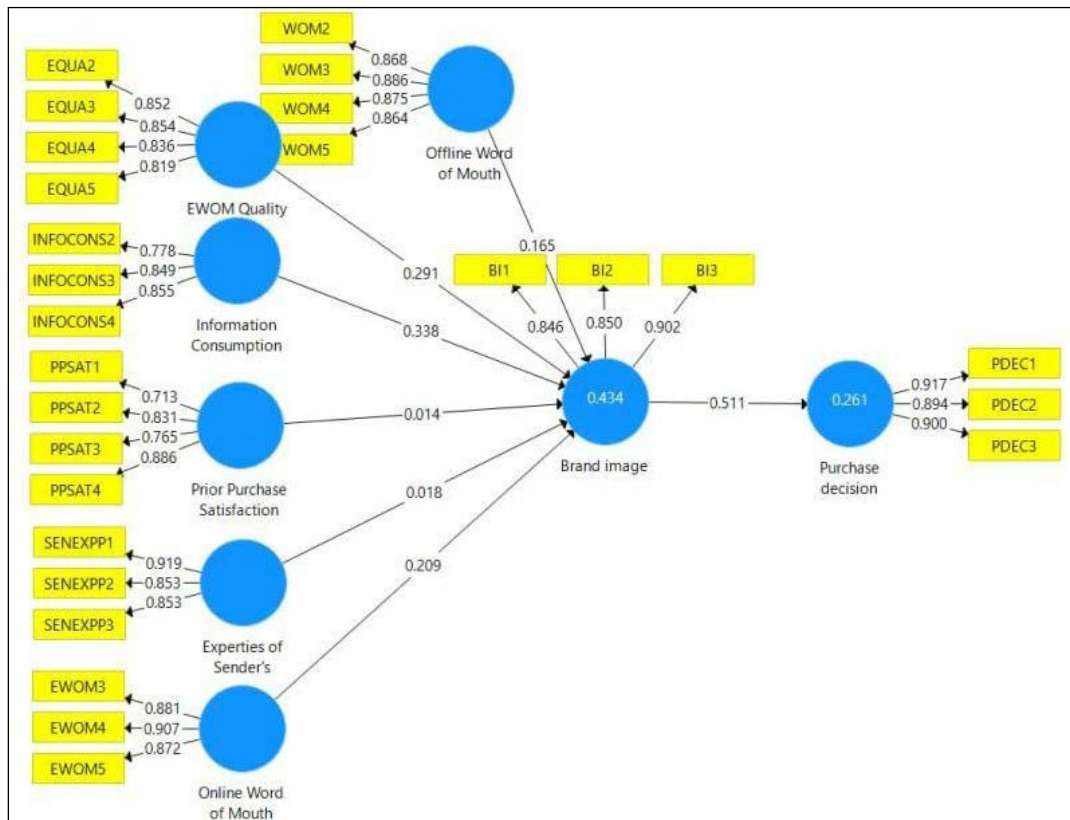 WOM2
0.868
WOM3
0.886
WOM4
0.875
WOM5
0.864
Offline Word
of Mouth
EQUA2
0.852
EQUA3
0.854
EQUA4
0.836
EQUA5
0.819
EWOM Quality
INFOCONS2
0.778
INFOCONS3
0.849
INFOCONS4
0.855
Information
Consumption
PPSAT1
0.713
PPSAT2
0.831
PPSAT3
0.765
PPSAT4
0.886
Prior Purchase
Satisfaction
SENEXPP1
0.919
SENEXPP2
0.853
SENEXPP3
0.853
Experties of
Sender's
EWOM3
0.881
EWOM4
0.907
EWOM5
0.872
Online Word
of Mouth
0.165
0.291
0.338
0.014
0.018
0.209
BI1
BI2
BI3
0.846
0.850
0.902
0.434
Brand image
0.511
0.261
Purchase
decision
0.917
PDEC1
0.894
PDEC2
0.900
PDEC3